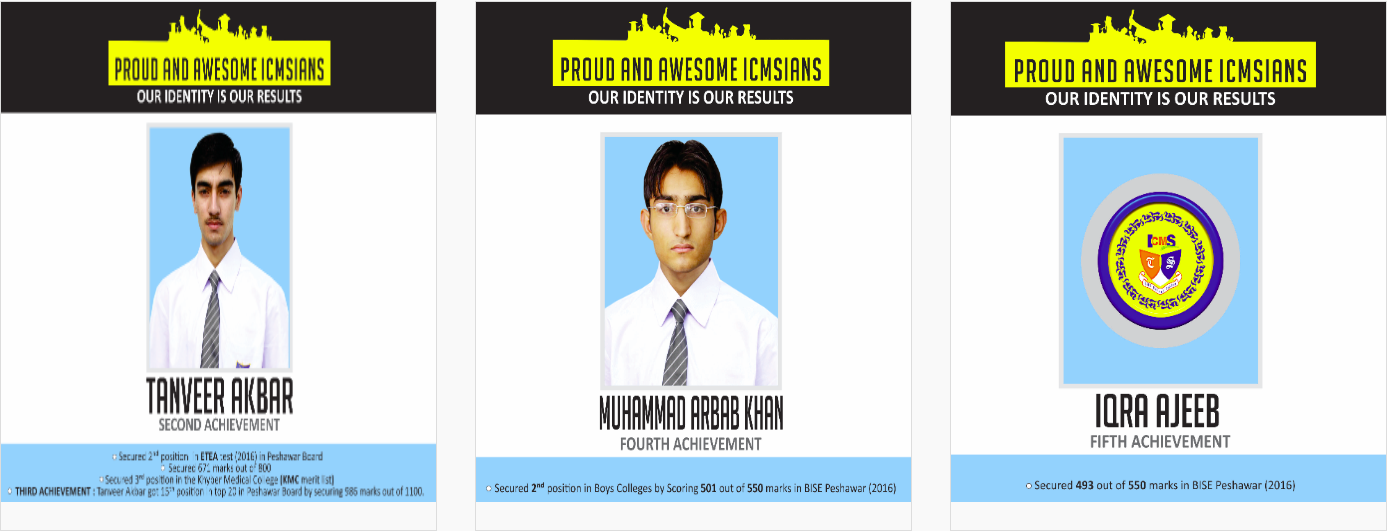 PROUD AND AWESOME ICMSIANS
OUR IDENTITY IS OUR RESULTS
TANVEER AKBAR
SECOND ACHIEVEMENT
Secured 2nd position in ETEA test (2016) in Peshawar Board
Secured 671 marks out of 800
Secured 3rd position in the Khyber Medical College (KMC merit list)
THIRD ACHIEVEMENT : Tanveer Akbar got 15th position in top 20 in Peshawar Board by securing 986 marks out of 1100.
PROUD AND AWESOME ICMSIANS
OUR IDENTITY IS OUR RESULTS
MUHAMMAD ARBAB KHAN
FOURTH ACHIEVEMENT
Secured 2nd position in Boys Colleges by Scoring 501 out of 550 marks in BISE Peshawar (2016)
PROUD AND AWESOME ICMSIANS
OUR IDENTITY IS OUR RESULTS
ICMS
IQRA AJEEB
FIFTH ACHIEVEMENT
Secured 493 out of 550 marks in BISE Peshawar (2016)